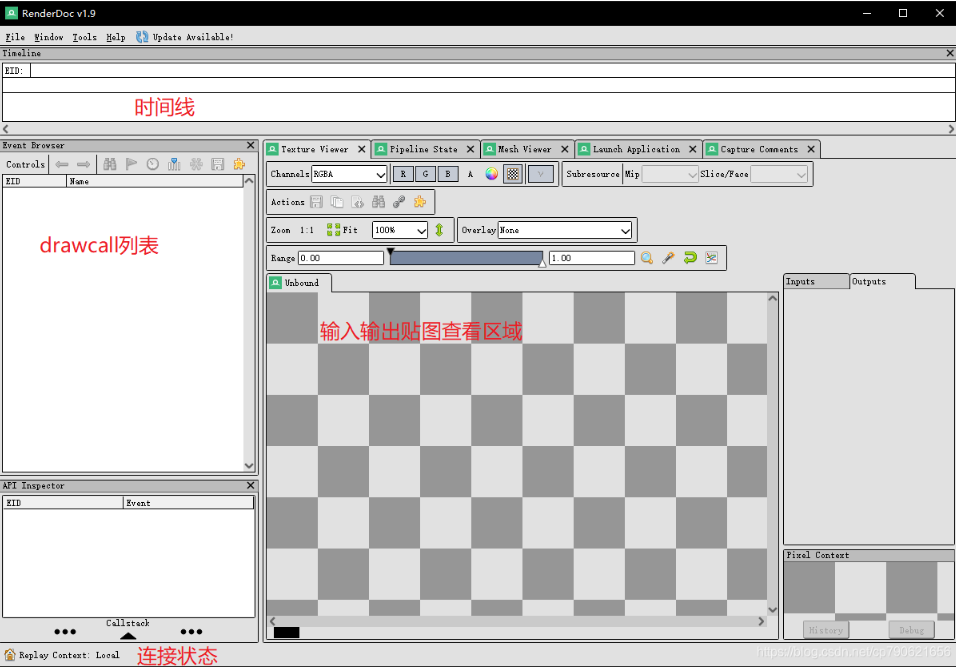 RenderDoc v1.9
File Window Tools Help Update Available!
Timeline
EID:
时间线
Event Browser
Controls
EID Name
drawcall列表
Texture Viewer Pipeline State Mesh Viewer Launch Application Capture Comments
Channels RGBA R G B A γ Subresource Mip Slice/Face
Actions
Zoom 1:1 Fit 100% Overlay None
Range 0.00 1.00
Unbound
输入输出贴图查看区域
Inputs Outputs
API Inspector
EID Event
Callstack
Pixel Context
History Debug
Replay Context: Local
连接状态
https://blog.csdn.net/cp790621656